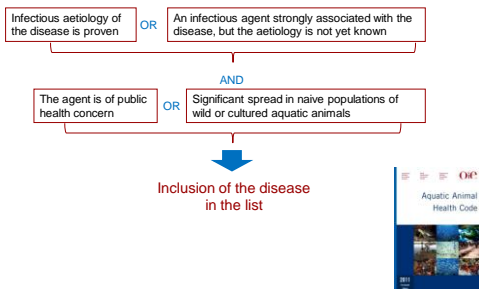 Infectious aetiology of
the disease is proven
OR
An infectious agent strongly associated with the
disease, but the aetiology is not yet known
AND
The agent is of public
health concern
OR
Significant spread in naive populations of
wild or cultured aquatic animals
Inclusion of the disease
in the list
Oie
Aquatic Animal
Health Code
2011